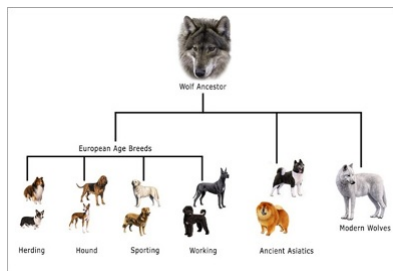 Wolf Ancestor
European Age Breeds
Modern Wolves
Herding
Hound
Sporting
Working
Ancient Asiatics